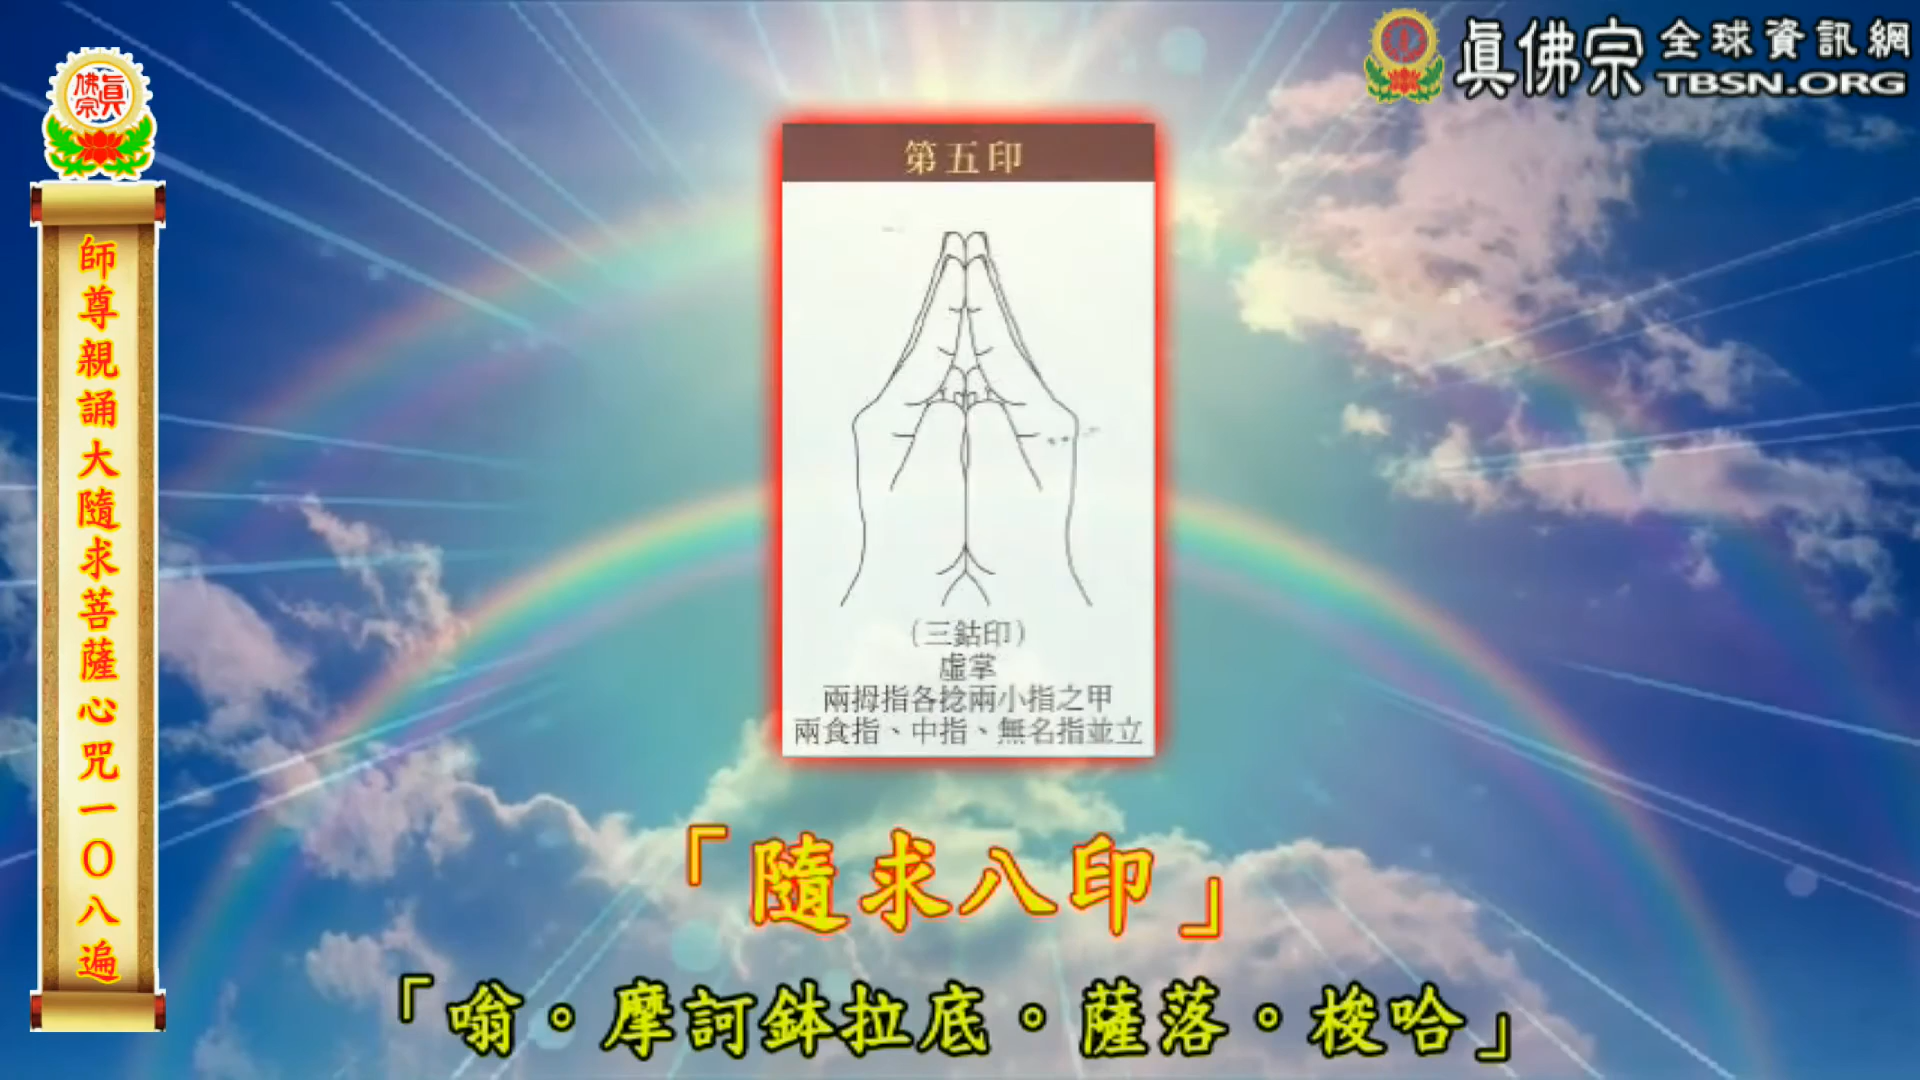 真佛宗
師尊親誦大隨求菩薩心咒一〇八遍
眞佛宗 全球資訊網
TBSN.ORG
第五印
（三鈷印）
虛掌
兩拇指各捻兩小指之甲
兩食指、中指、無名指並立
「隨求八印」
「嗡。摩訶鉢拉底。薩落。梭哈」